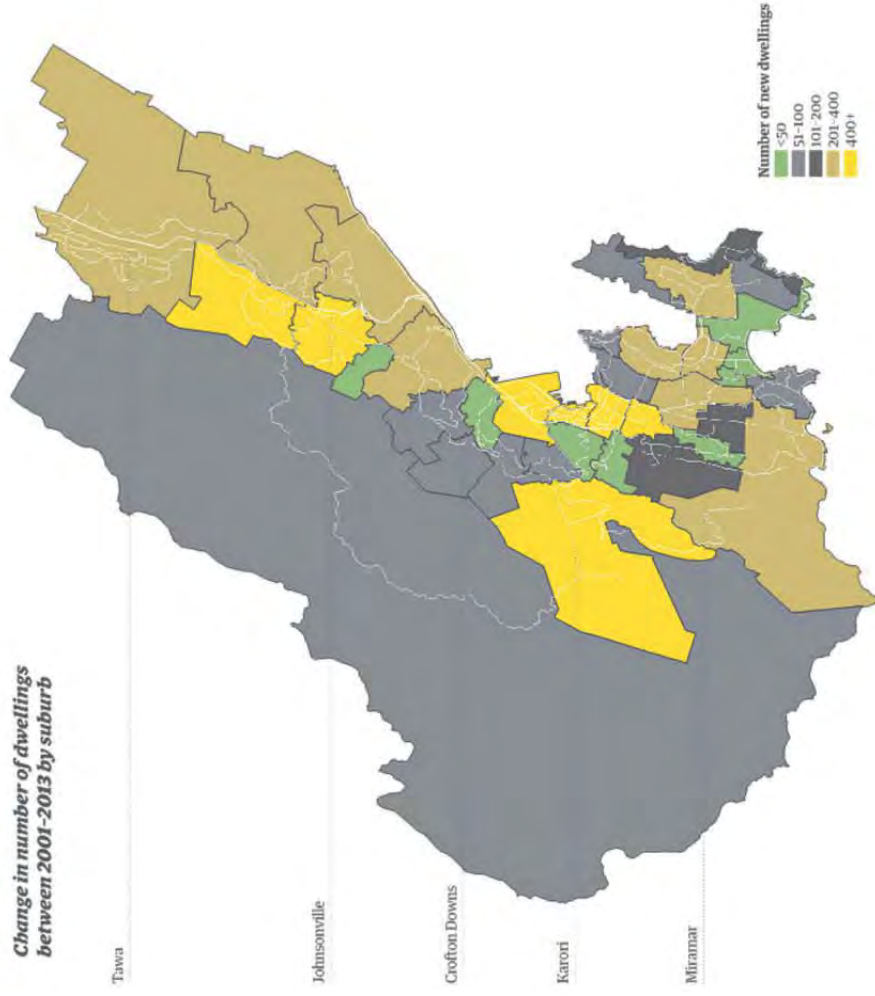 Change in number of dwellings
between 2001-2013 by suburb
Tawa
Johnsonville
Crofton Downs
Karori
Miramar
Number of new dwellings
<50
51-100
101-200
201-400
400+